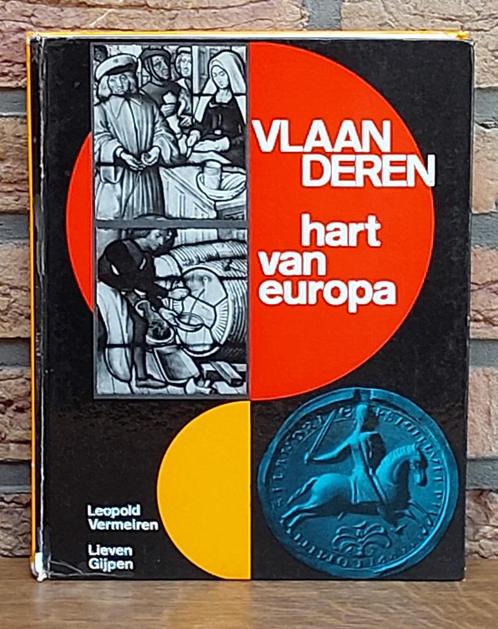 VLAAN
DEREN
hart
van
europa
Leopold
Vermeiren
Lieven
Gijpen